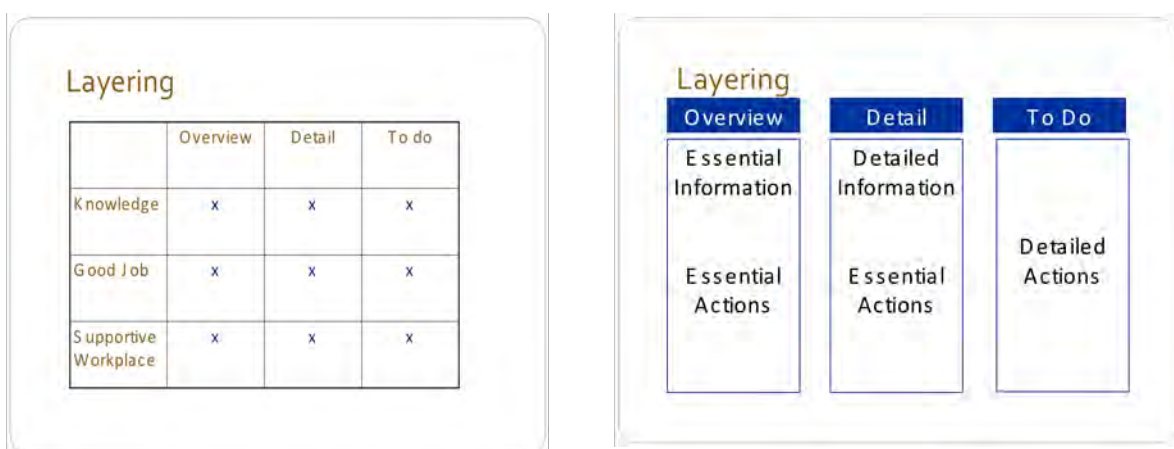 Layering
Overview Detail To do
Knowledge x x x
Good Job x x x
Supportive x x x
Workplace
Layering
Overview Detail To Do
Essential Detailed
Information Information
Detailed
Essential Essential Actions
Actions Actions